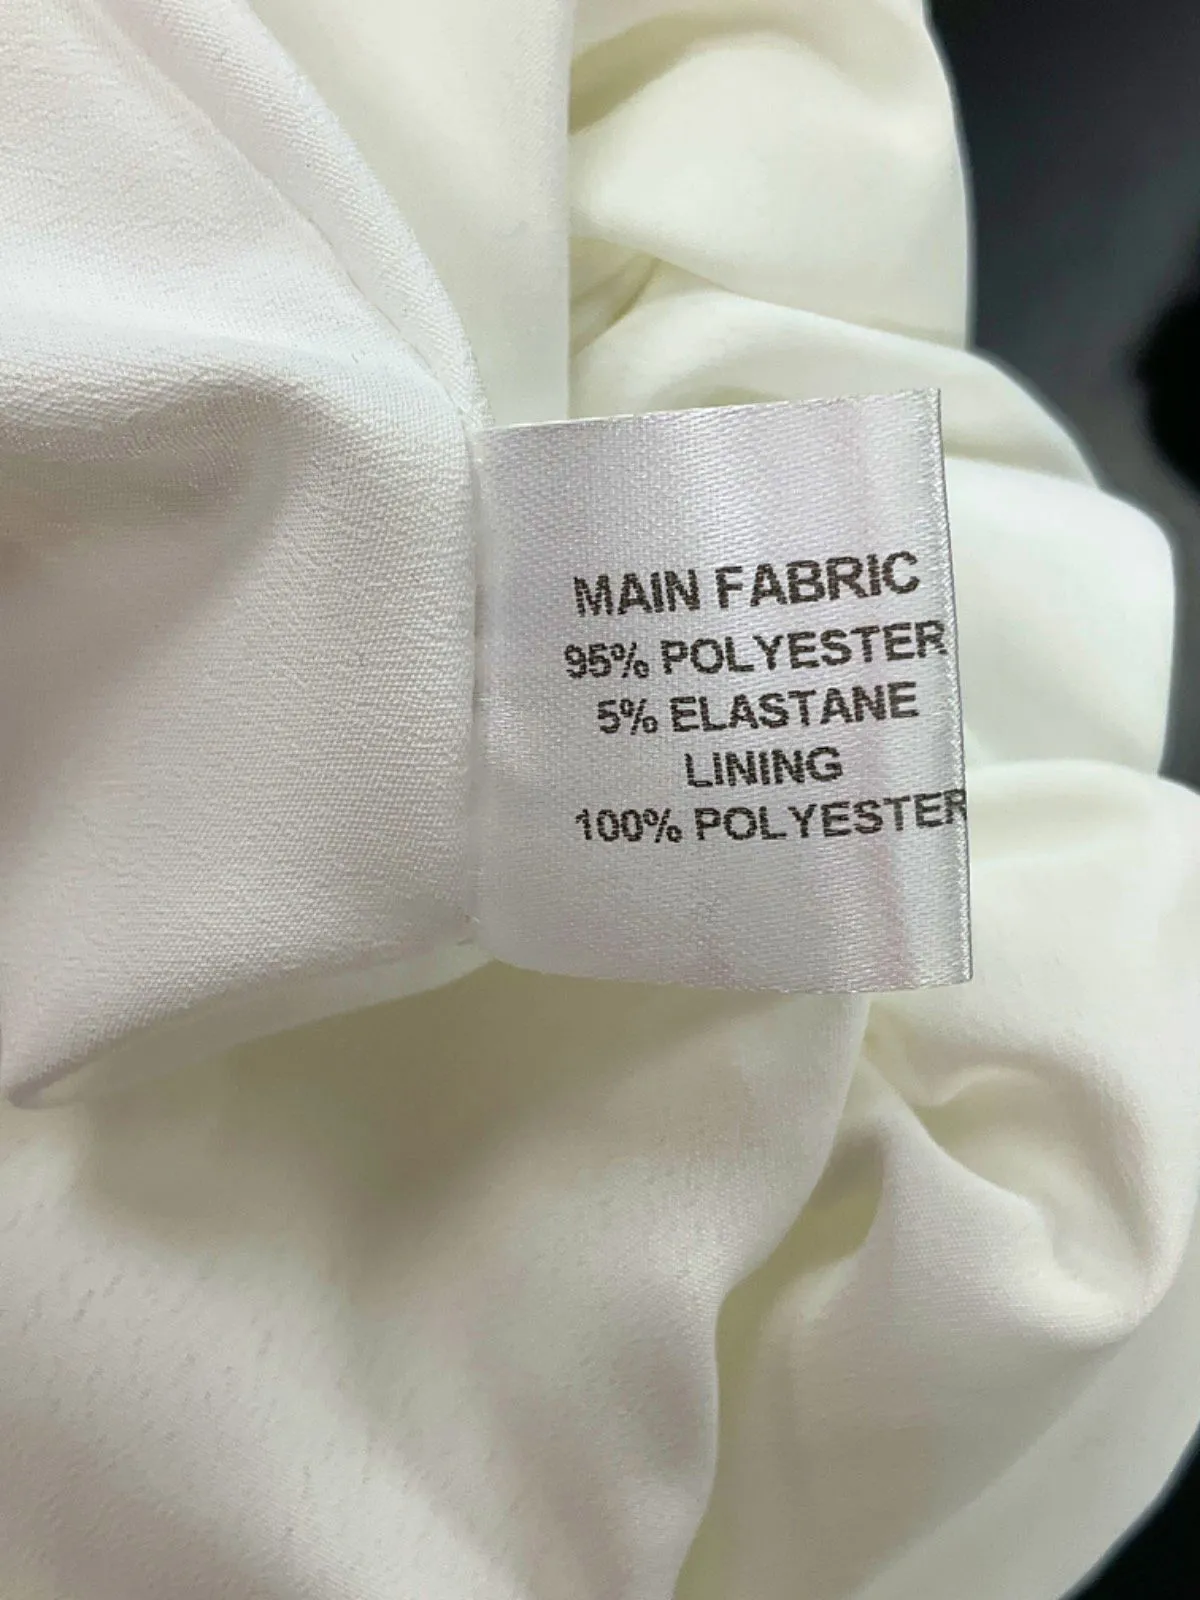 MAIN FABRIC
95% POLYESTER
5% ELASTANE
LINING
100% POLYESTER